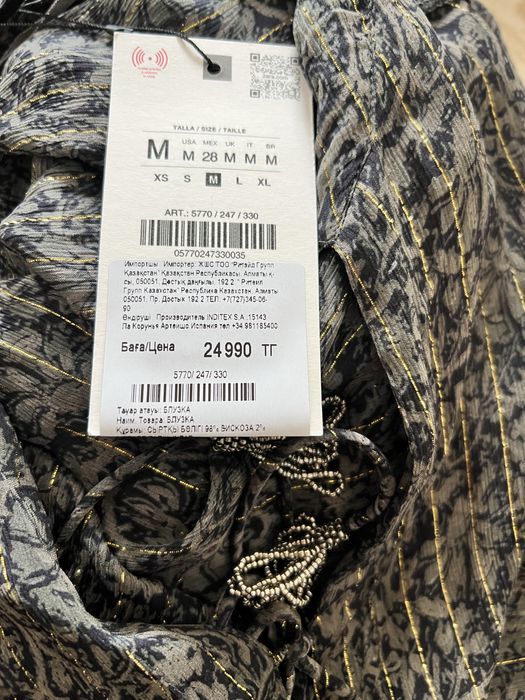 TALLA / SIZE / TAILLE
USA MEX UK IT BR
M M 28 M M M
XS S M L XL
ART.: 5770 / 247 / 330
05770247330035
Импортшы Импортер: ЖШС ТОО "Ритэйл Групп
Казақстан" Қазақстан Республикасы, Алматы қ-
сы, 050051, Достық даңғылы, 192 2 " Ритейл
Групп Казахстан" Республика Казахстан, Алматы
050051, Пр. Достык 192 2 ТЕЛ: +7(727)345-06-
90
Өндіруші Производитель INDITEX S.A. ,15143
Ла Корунья Артейшо Испания тел +34 981185400
Баға/Цена 24 990 ТГ
5770/ 247/ 330
Тауар атауы: БЛУЗКА
Наим. Товара: БЛУЗКА
Құрамы: СЫРТҚЫ БӨЛІГІ 98% ВИСКОЗА 2%